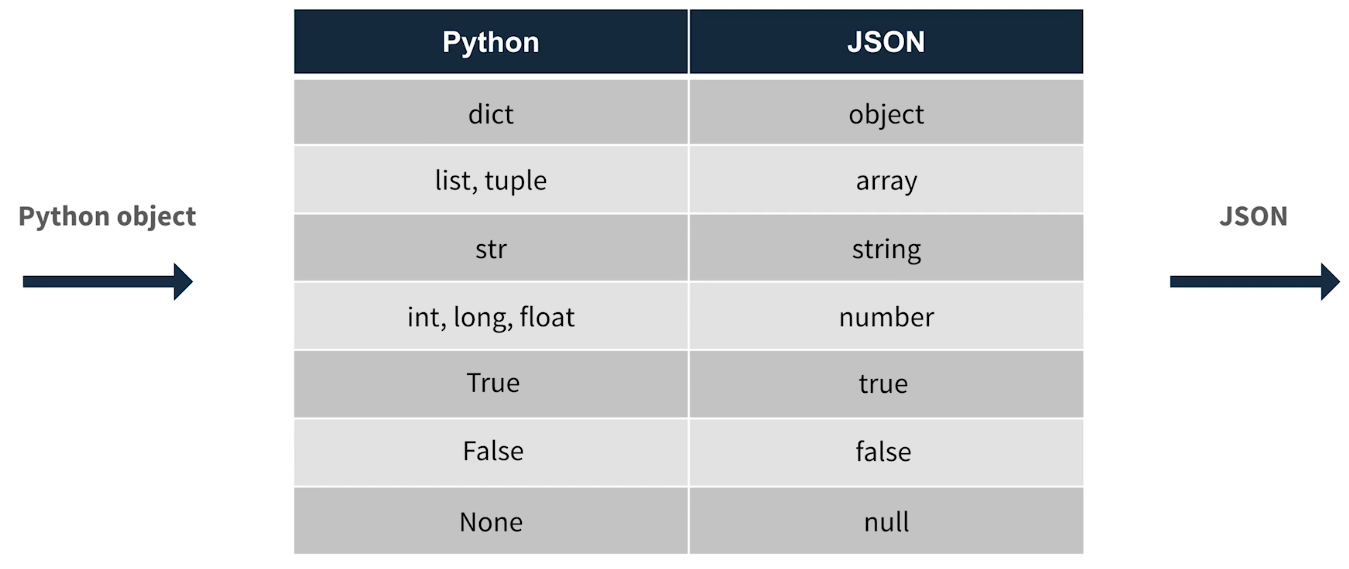 Python JSON
dict object
list, tuple array
Python object
JSON
str string
int, long, float number
True true
False false
None null